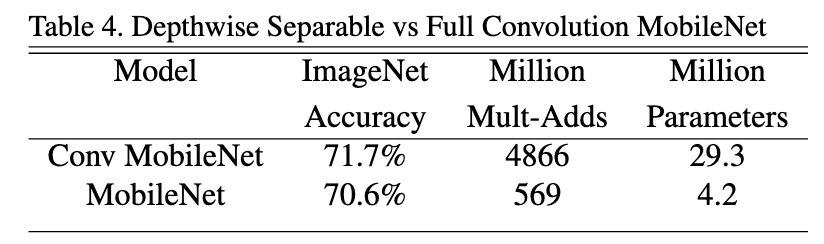 Table 4. Depthwise Separable vs Full Convolution MobileNet
Model ImageNet Million Million
Accuracy Mult-Adds Parameters
Conv MobileNet 71.7% 4866 29.3
MobileNet 70.6% 569 4.2